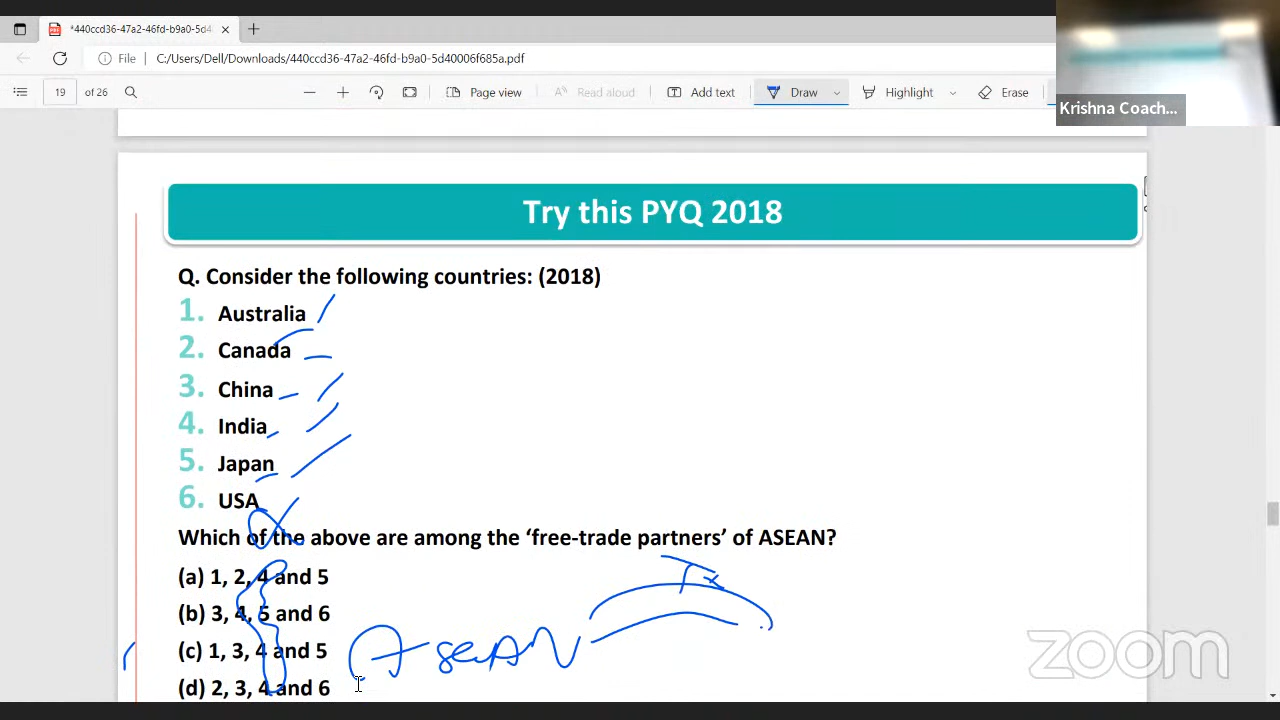 *440ccd36-47a2-46fd-b9a0-5d4
File C:/Users/Dell/Downloads/440ccd36-47a2-46fd-b9a0-5d40006f685a.pdf
19 of 26 Page view Read aloud Add text Draw Highlight Erase
Krishna Coach...
Try this PYQ 2018
Q. Consider the following countries: (2018)
1. Australia
2. Canada
3. China
4. India
5. Japan
6. USA
Which of the above are among the ‘free-trade partners’ of ASEAN?
(a) 1, 2, 4 and 5
(b) 3, 4, 5 and 6
(c) 1, 3, 4 and 5
(d) 2, 3, 4 and 6
AseAN
zoom